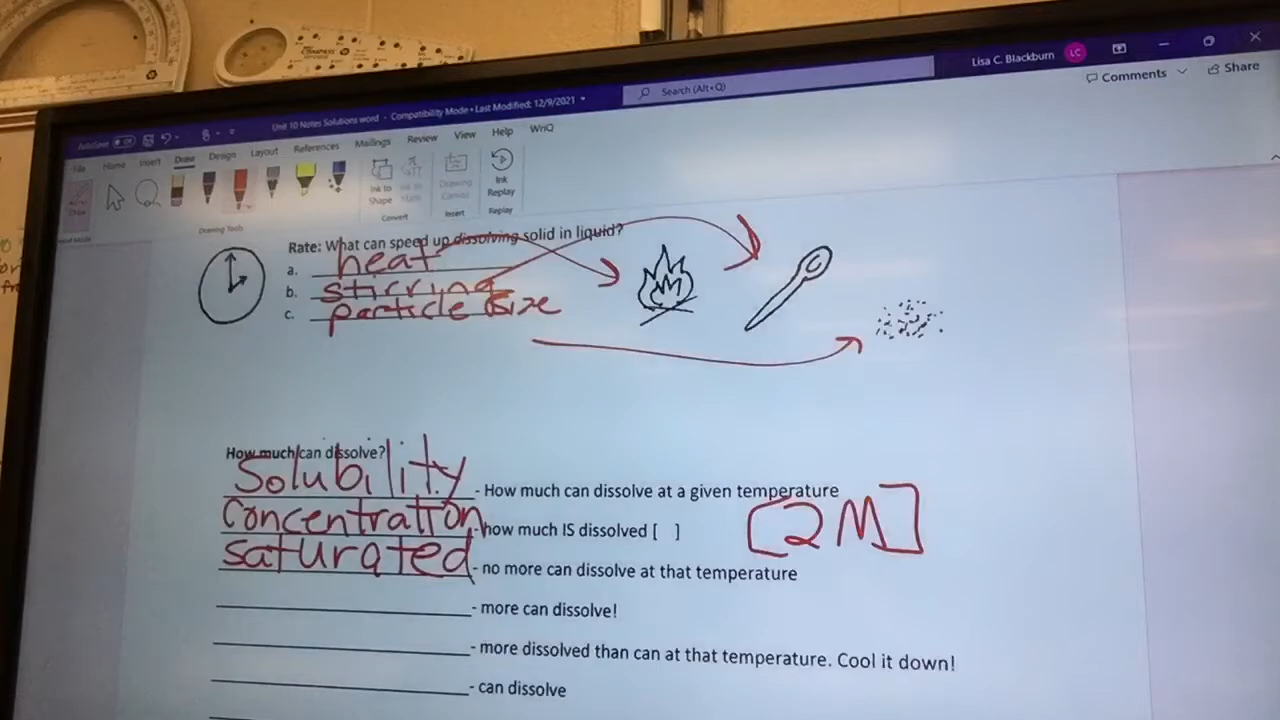 COMPASS
Lisa C. Blackburn
LC
Unit 10 Notes Solutions word - Compatibility Mode • Last Modified: 12/9/2021
Search (Alt+Q)
Comments
Share
AutoSave Off
File Home Insert Draw Design Layout References Mailings Review View Help WriQ
Draw
Ink to Shape
Ink to Math
Drawing Canvas
Ink Replay
Drawing Tools
Convert
Insert
Replay
Rate: What can speed up dissolving solid in liquid?
a. heat
b. stirring
c. particle size
How much can dissolve?
Solubility - How much can dissolve at a given temperature
Concentration - how much IS dissolved [ ] [2M]
saturated - no more can dissolve at that temperature
- more can dissolve!
- more dissolved than can at that temperature. Cool it down!
- can dissolve